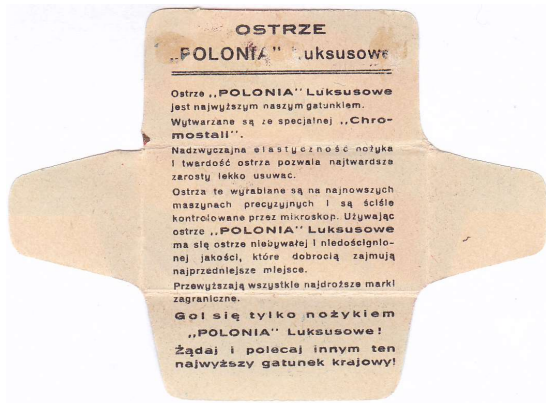 OSTRZE
„POLONIA" Luksusowe
Ostrze „POLONIA" Luksusowe
jest najwyższym naszym gatunkiem.
Wytwarzane są ze specjalnej „Chro-
mostali".
Nadzwyczajna elastyczność nożyka
i twardość ostrza pozwala najtwardsze
zarosty lekko usuwać.
Ostrza te wyrabiane są na najnowszych
maszynach precyzyjnych i są ściśle
kontrolowane przez mikroskop. Używając
ostrze „POLONIA" Luksusowe
ma się ostrze niebywałej i niedoścignio-
nej jakości, które dobrocią zajmują
najprzedniejsze miejsce.
Przewyższają wszystkie najdroższe marki
zagraniczne.
Gol się tylko nożykiem
„POLONIA" Luksusowe!
Żądaj i polecaj innym ten
najwyższy gatunek krajowy!